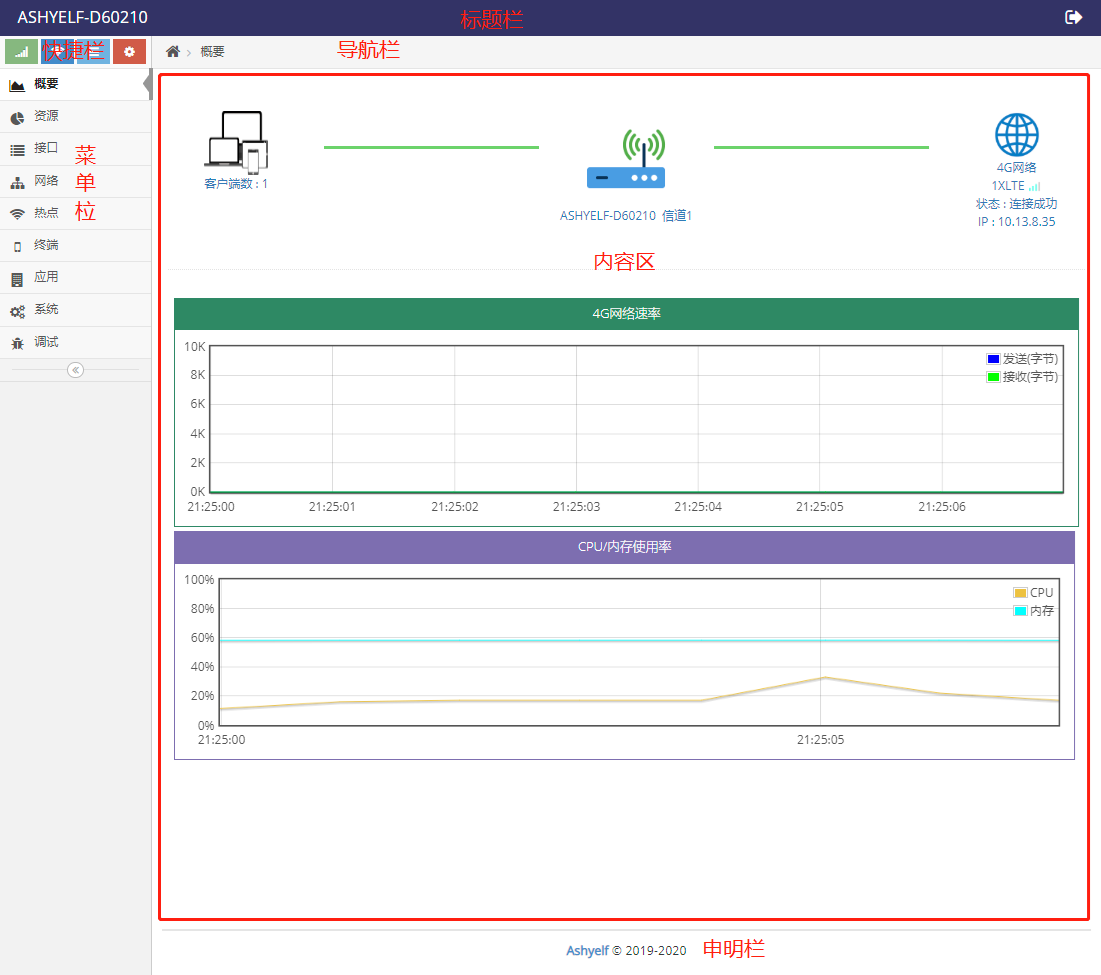 ASHYELF-D60210
标题栏
快捷栏
概要
导航栏
概要
资源
接口
网络
热点
终端
应用
系统
调试
菜
单
拉
客户端数 : 1
ASHYELF-D60210 信道1
4G网络
1XLTE
状态 : 连接成功
IP : 10.13.8.35
内容区
4G网络速率
10K
8K
6K
4K
2K
0K
发送(字节)
接收(字节)
21:25:00 21:25:01 21:25:02 21:25:03 21:25:04 21:25:05 21:25:06
CPU/内存使用率
100%
80%
60%
40%
20%
0%
CPU
内存
21:25:00 21:25:05
Ashyelf © 2019-2020 申明栏